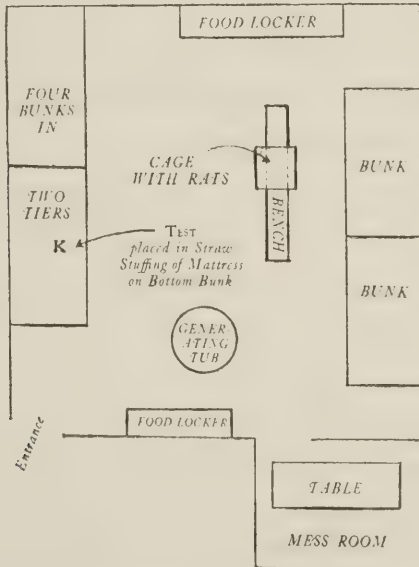 FOOD LOCKER
FOUR
BUNKS
IN
TWO
TIERS
K
CAGE
WITH RATS
BENCH
BUNK
TEST
placed in Straw
Stuffing of Mattress
on Bottom Bunk
BUNK
GENER-
ATING
TUB
Entrance
FOOD LOCKER
TABLE
MESS ROOM